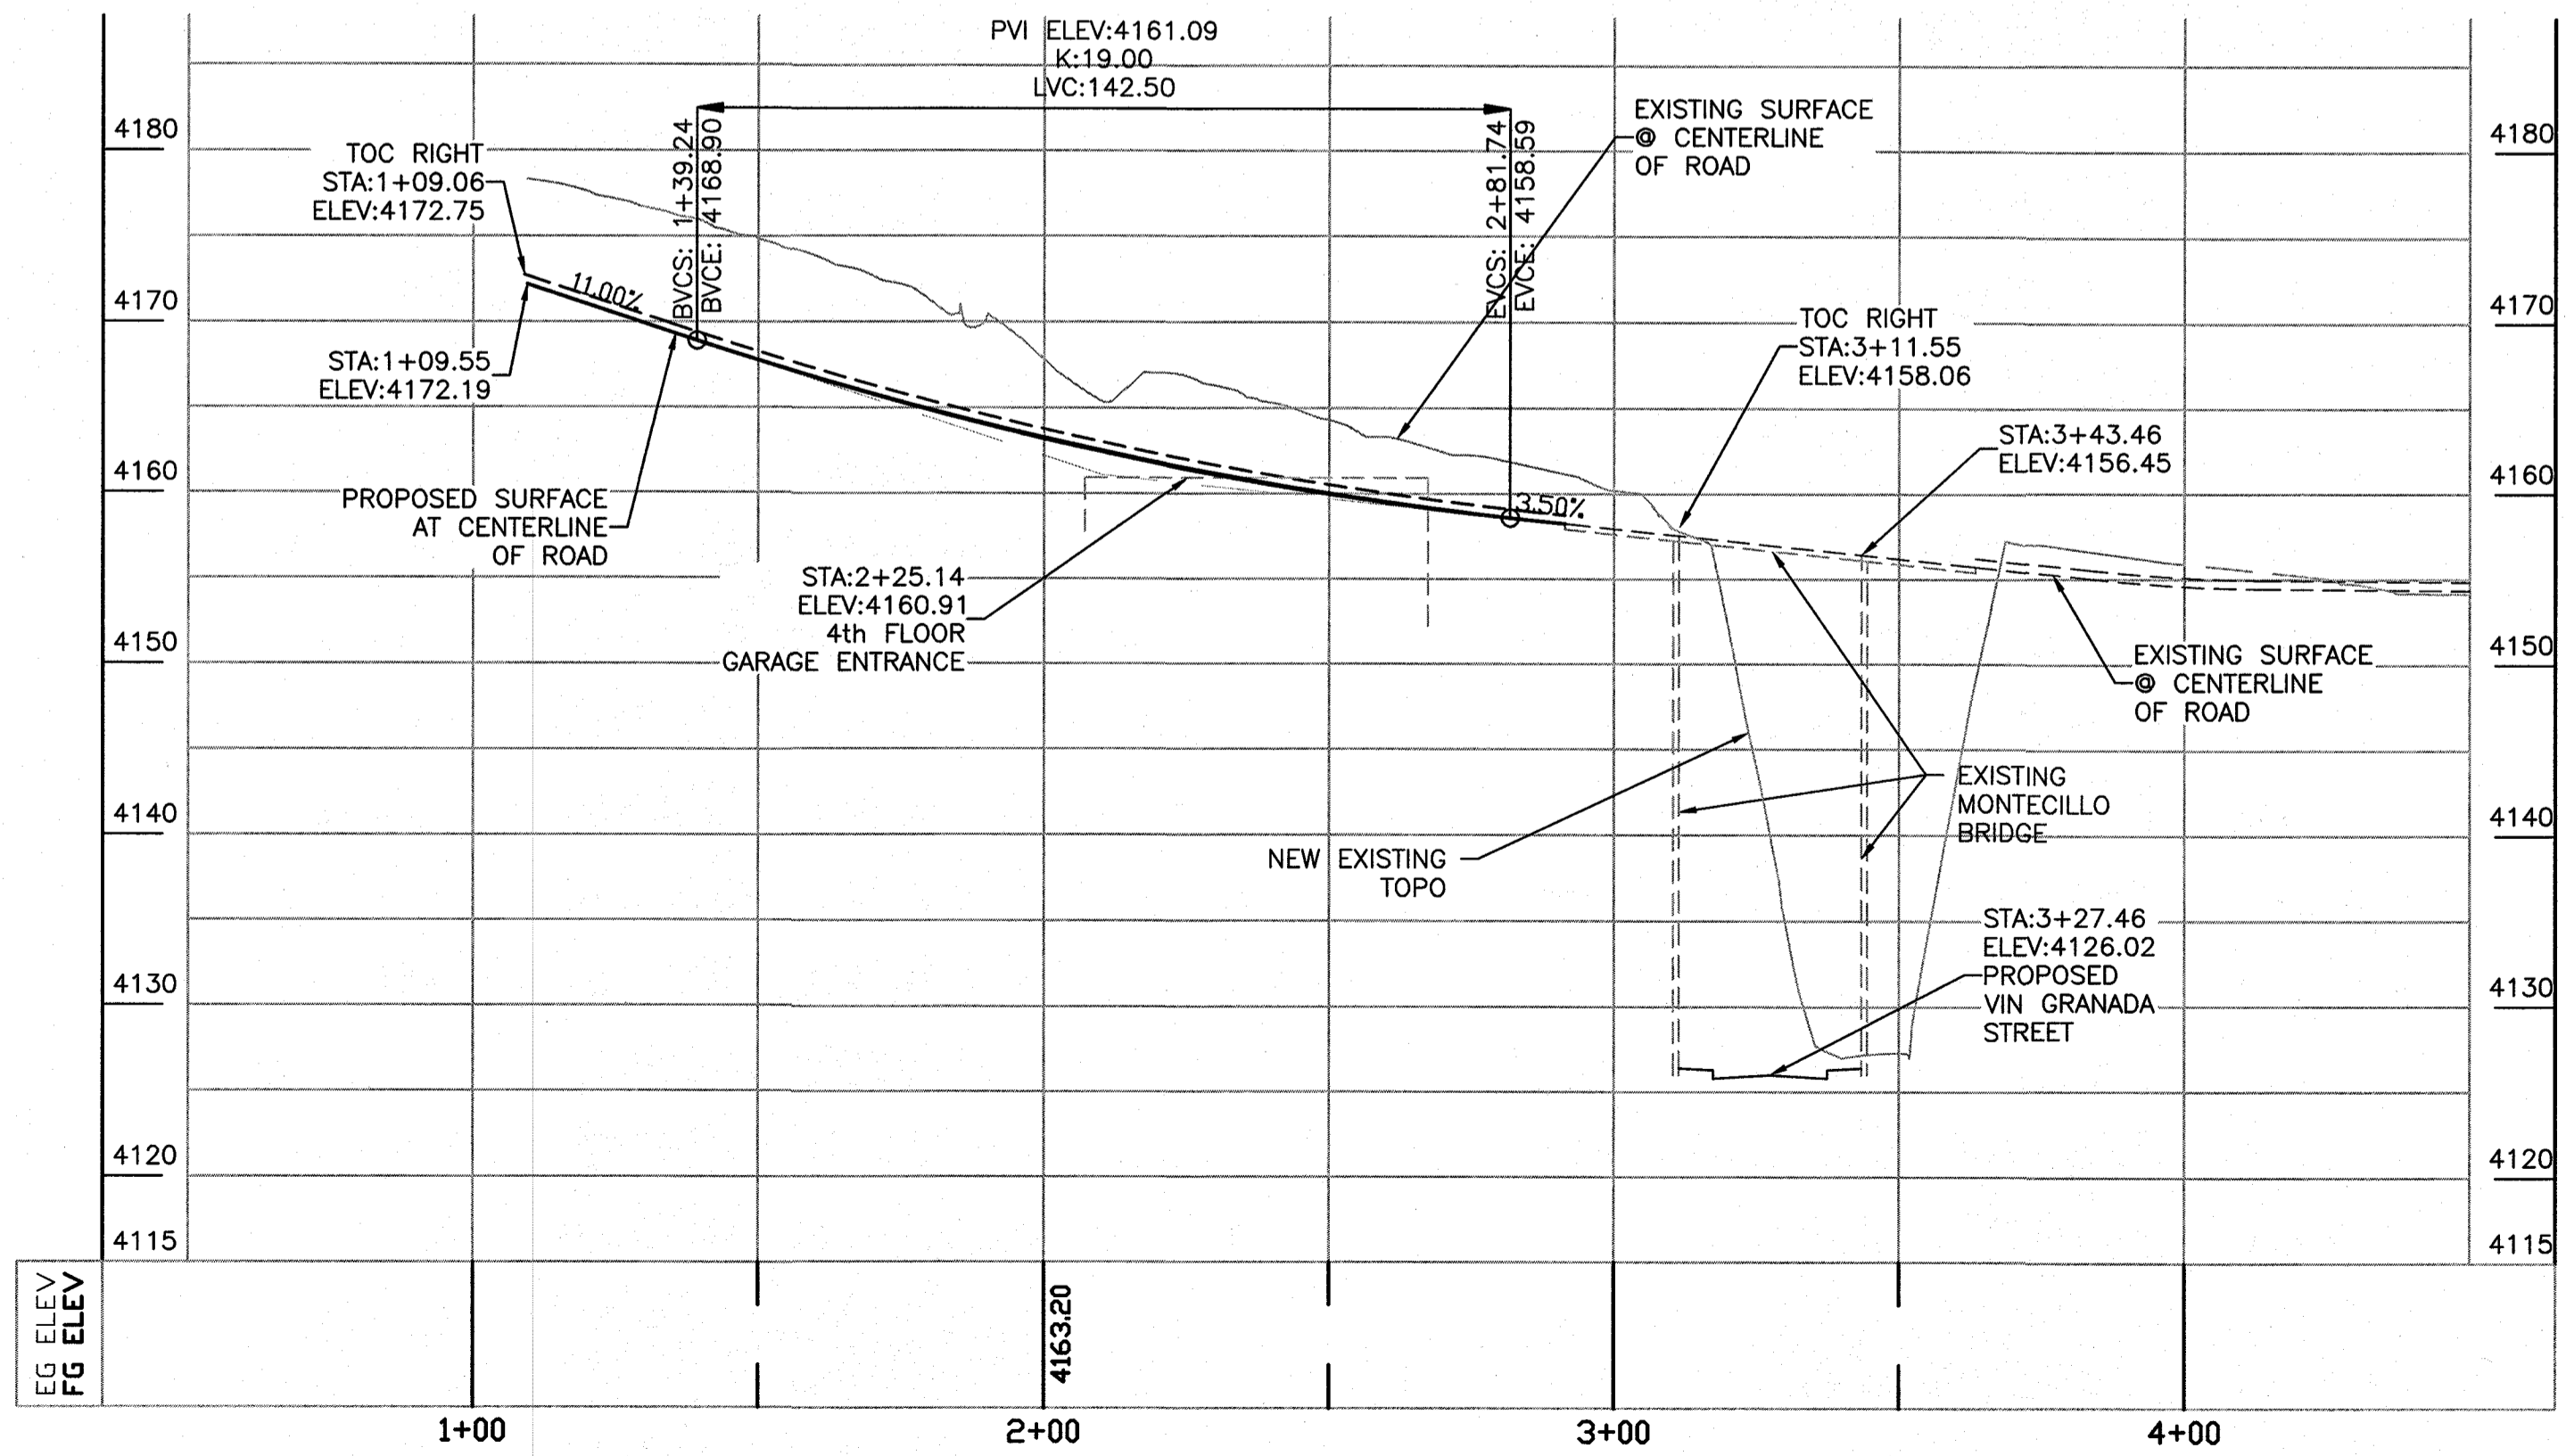 PVI ELEV:4161.09
K:19.00
LVC:142.50
BVCS: 1+39.24
BVCE: 4168.90
EVCS: 2+81.74
EVCE: 4158.59
EXISTING SURFACE
@ CENTERLINE
OF ROAD
4180
4180
TOC RIGHT
STA:1+09.06
ELEV:4172.75
11.00%
4170
4170
TOC RIGHT
STA:3+11.55
ELEV:4158.06
STA:1+09.55
ELEV:4172.19
STA:3+43.46
ELEV:4156.45
4160
4160
PROPOSED SURFACE
AT CENTERLINE
OF ROAD
3.50%
STA:2+25.14
ELEV:4160.91
4th FLOOR
GARAGE ENTRANCE
4150
4150
EXISTING SURFACE
@ CENTERLINE
OF ROAD
EXISTING
MONTECILLO
BRIDGE
4140
4140
NEW EXISTING
TOPO
STA:3+27.46
ELEV:4126.02
PROPOSED
VIN GRANADA
STREET
4130
4130
4120
4120
4115
4115
EG ELEV
FG ELEV
4163.20
1+00
2+00
3+00
4+00